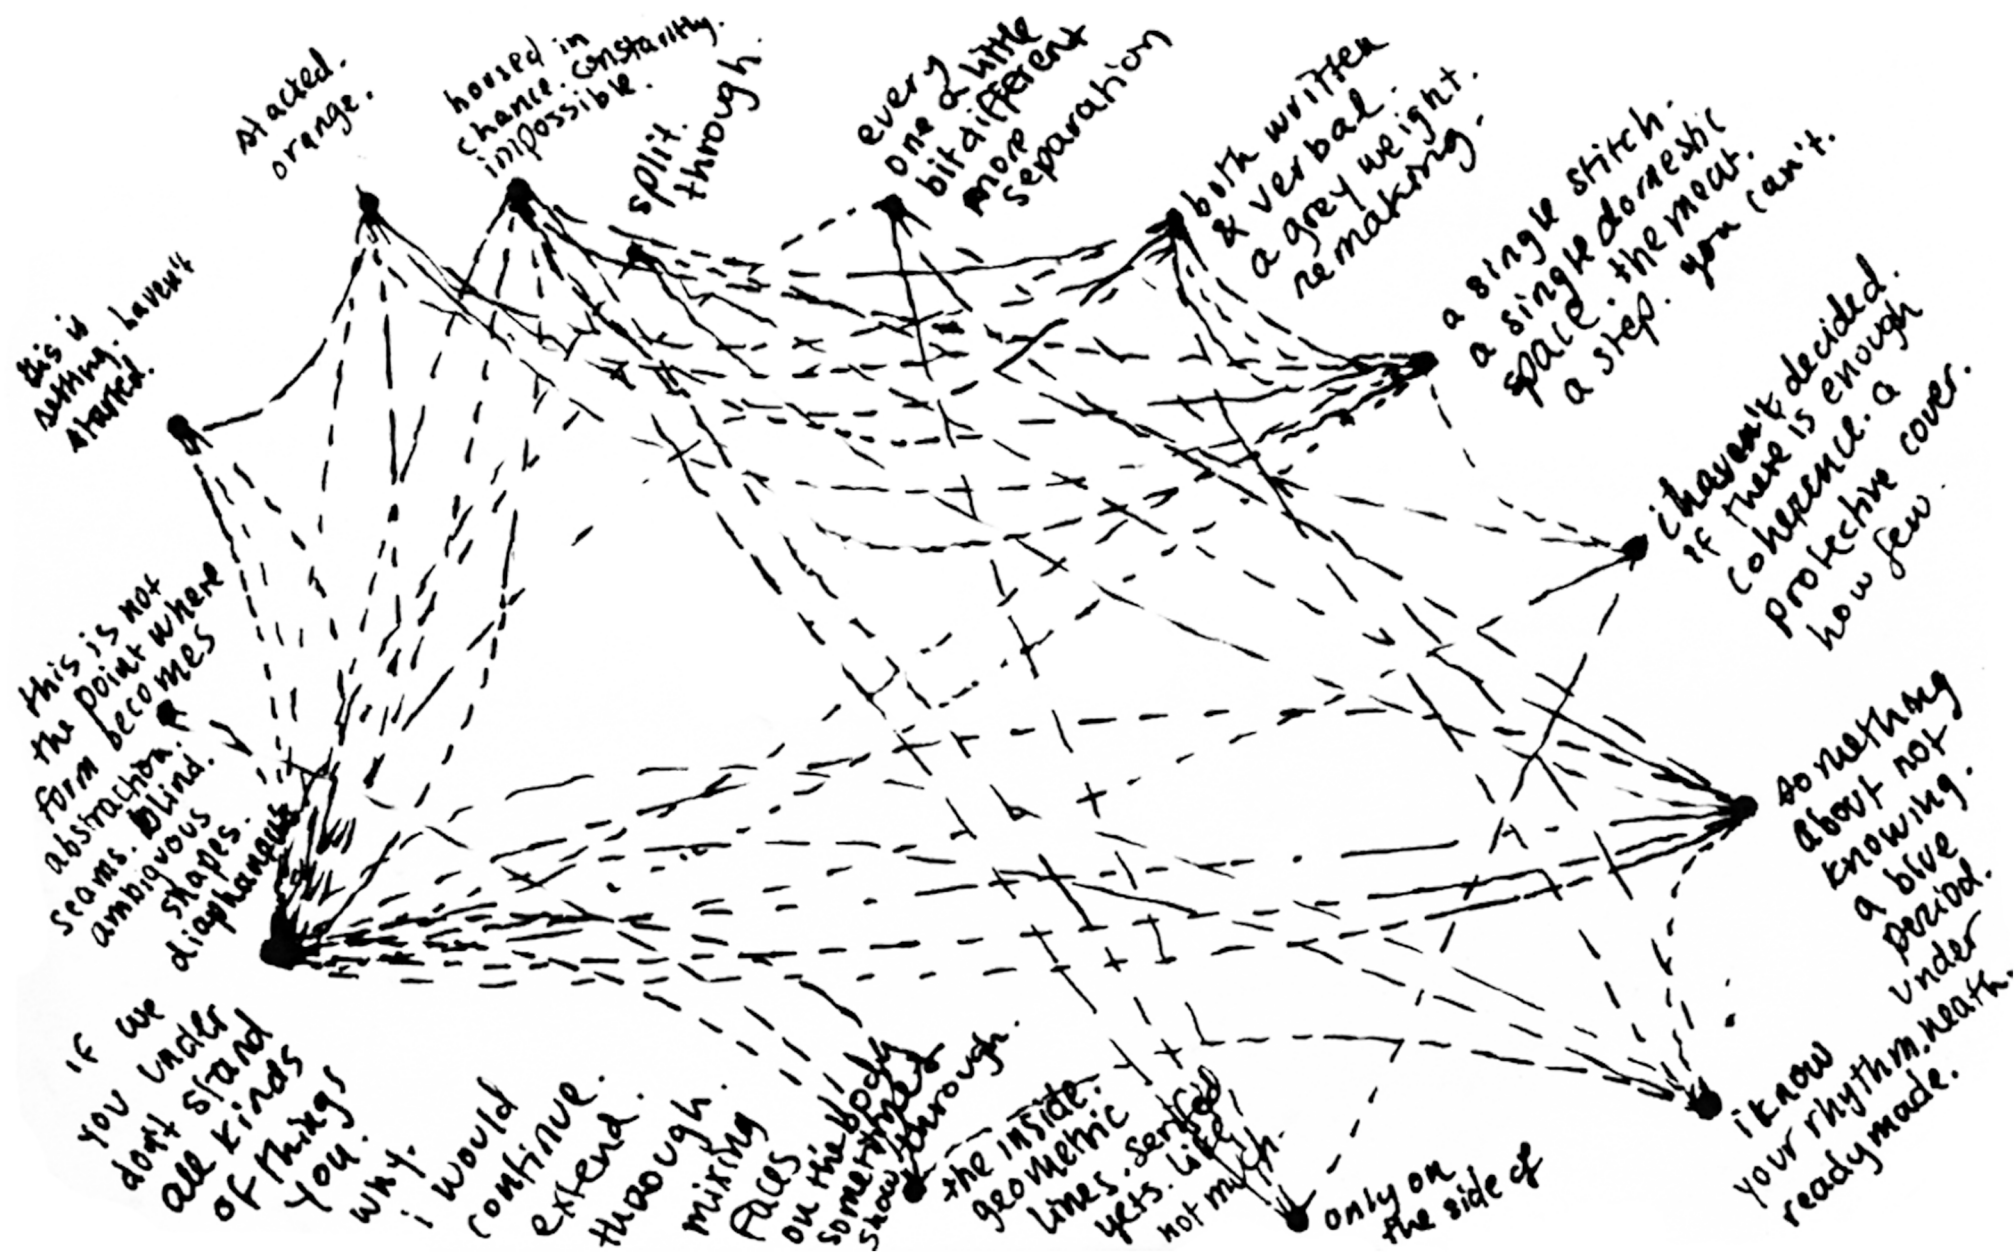 stacked.
orange.
housed in
chance. constantly.
impossible.
split.
through.
every
one a little
bit different
more
separation
both written
& verbal.
a grey weight.
remaking.
a single stitch.
a single domestic
space. the meat.
a step. you can't.
i haven't decided.
if there is enough
coherence. a
protective cover.
how few.
something
about not
knowing.
a blue
period.
under
neath.
i know
your rhythm.
readymade.
only on
the side of
the inside.
geometric
lines.
yets. life
not much.
this is
setting. haven't
started.
this is not
the point where
form becomes
abstraction. a
seams. blind.
ambiguous
shapes.
diaphanous
if we
you under
don't stand
all kinds
of things
you.
why.
i would
continue.
extend.
through.
mixing
faces
on the body
sometimes
show through.